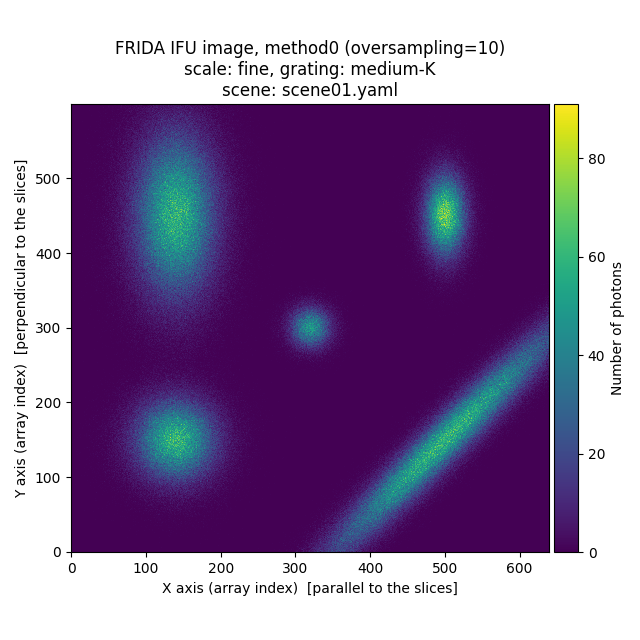 FRIDA IFU image, method0 (oversampling=10)
scale: fine, grating: medium-K
scene: scene01.yaml
Y axis (array index)  [perpendicular to the slices]
500
400
300
200
100
0
0 100 200 300 400 500 600
X axis (array index)  [parallel to the slices]
80
60
40
20
0
Number of photons